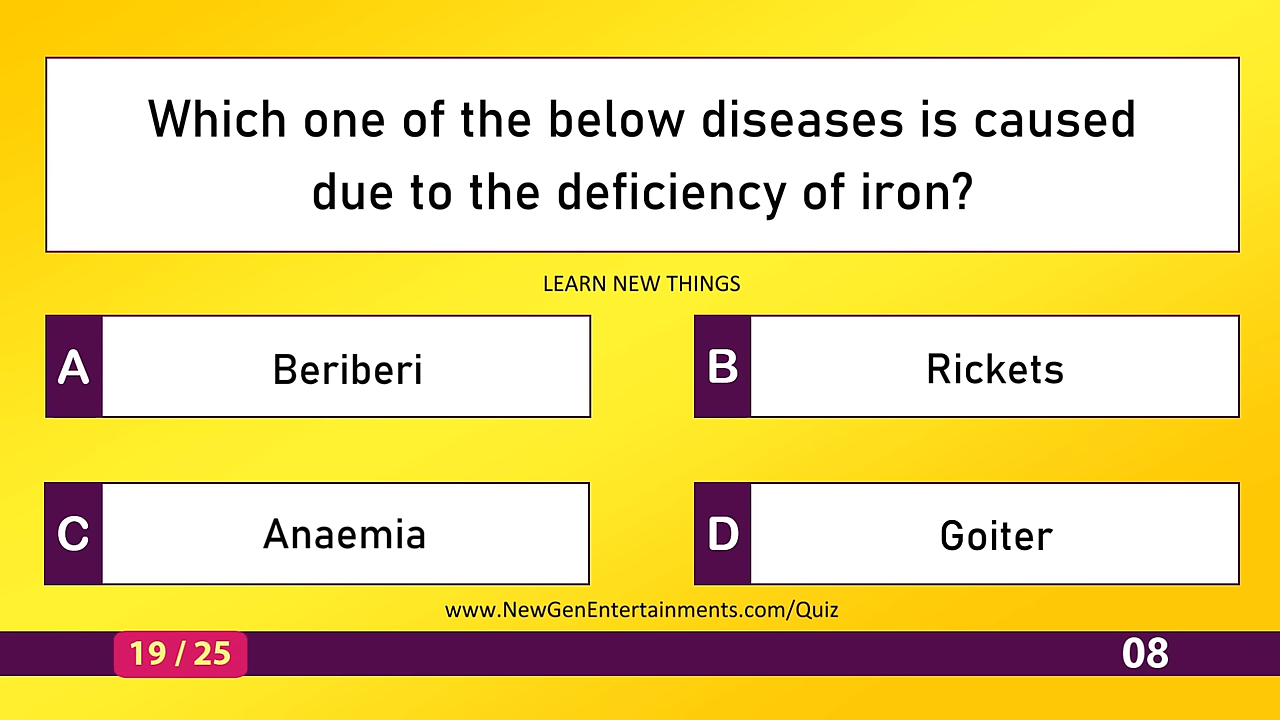 Which one of the below diseases is caused
due to the deficiency of iron?
LEARN NEW THINGS
A Beriberi
B Rickets
C Anaemia
D Goiter
www.NewGenEntertainments.com/Quiz
19 / 25
08